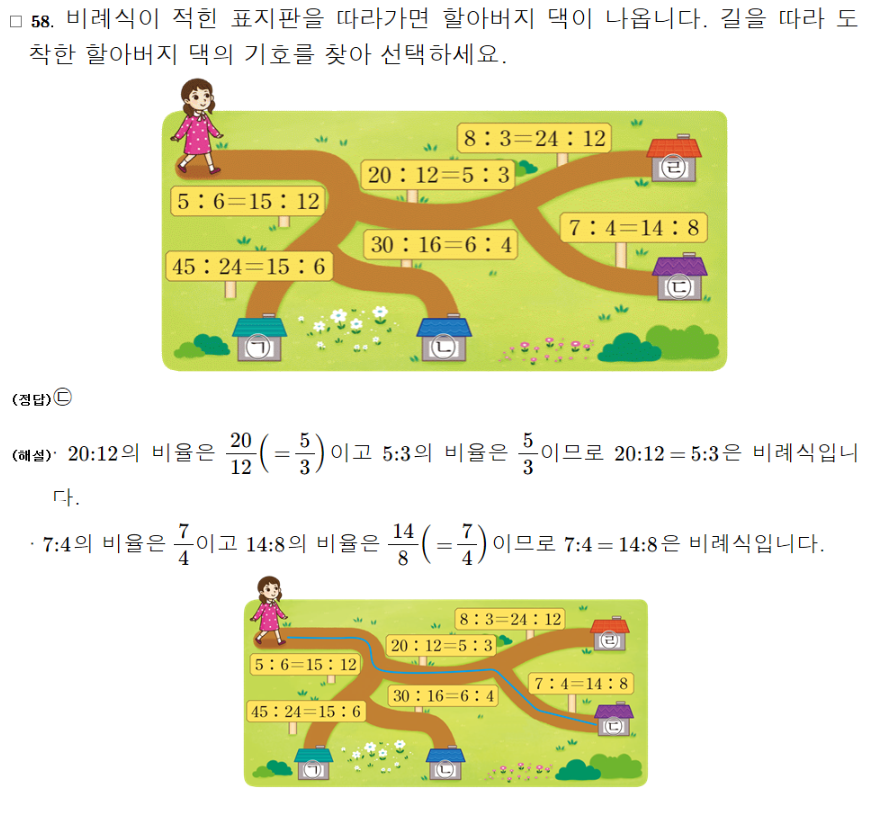 □ 58. 비례식이 적힌 표지판을 따라가면 할아버지 댁이 나옵니다. 길을 따라 도
착한 할아버지 댁의 기호를 찾아 선택하세요.
8 : 3=24 : 12
㉣
20 : 12=5 : 3
5 : 6=15 : 12
7 : 4=14 : 8
30 : 16=6 : 4
45 : 24=15 : 6
㉢
㉠
㉡
(정답)㉢
(해설)· 20:12의 비율은 20/12(=5/3)이고 5:3의 비율은 5/3이므로 20:12=5:3은 비례식입니
다.
· 7:4의 비율은 7/4이고 14:8의 비율은 14/8(=7/4)이므로 7:4=14:8은 비례식입니다.
8 : 3=24 : 12
㉣
20 : 12=5 : 3
5 : 6=15 : 12
7 : 4=14 : 8
30 : 16=6 : 4
45 : 24=15 : 6
㉢
㉠
㉡